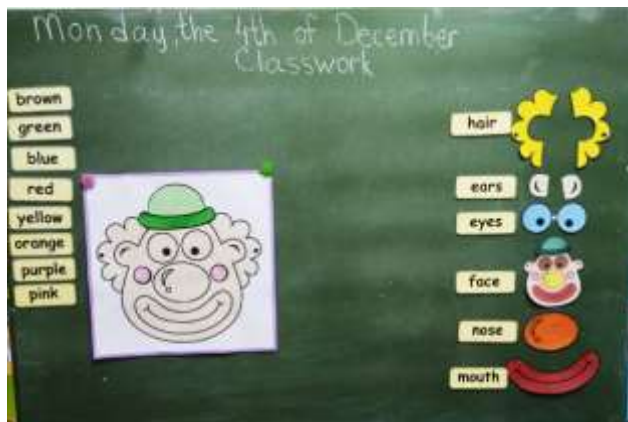 Monday, the 4th of December
Classwork
brown
green
blue
red
yellow
orange
purple
pink
hair
ears
eyes
face
nose
mouth